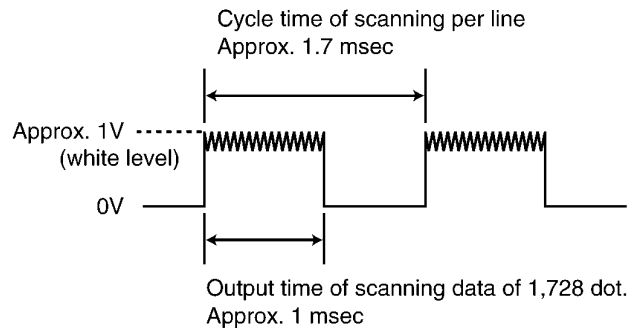 Cycle time of scanning per line
Approx. 1.7 msec
Approx. 1V
(white level)
0V
Output time of scanning data of 1,728 dot.
Approx. 1 msec